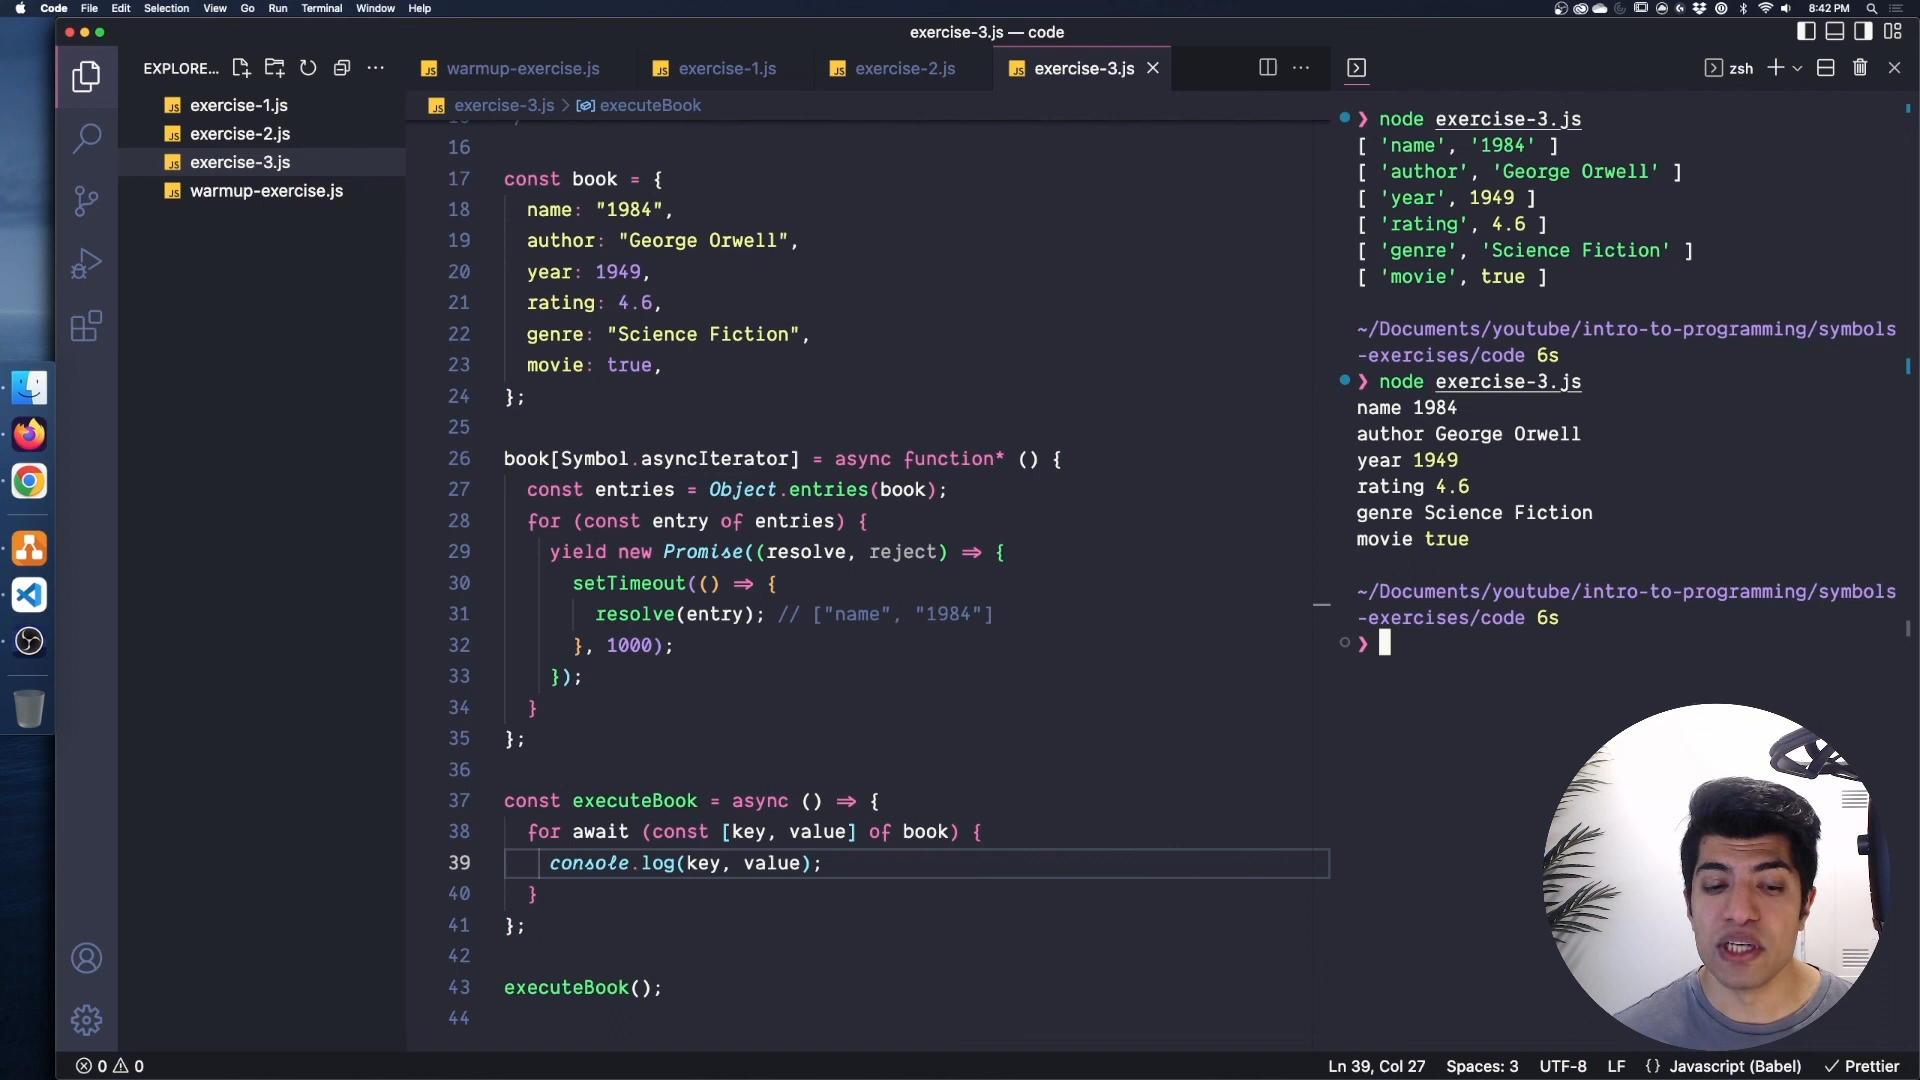 Code File Edit Selection View Go Run Terminal Window Help 8:42 PM
exercise-3.js — code
EXPLORE...
exercise-1.js
exercise-2.js
exercise-3.js
warmup-exercise.js
warmup-exercise.js exercise-1.js exercise-2.js exercise-3.js
exercise-3.js > executeBook
16
17 const book = {
18 name: "1984",
19 author: "George Orwell",
20 year: 1949,
21 rating: 4.6,
22 genre: "Science Fiction",
23 movie: true,
24 };
25
26 book[Symbol.asyncIterator] = async function* () {
27 const entries = Object.entries(book);
28 for (const entry of entries) {
29 yield new Promise((resolve, reject) => {
30 setTimeout(() => {
31 resolve(entry); // ["name", "1984"]
32 }, 1000);
33 });
34 }
35 };
36
37 const executeBook = async () => {
38 for await (const [key, value] of book) {
39 console.log(key, value);
40 }
41 };
42
43 executeBook();
44
zsh
❯ node exercise-3.js
[ 'name', '1984' ]
[ 'author', 'George Orwell' ]
[ 'year', 1949 ]
[ 'rating', 4.6 ]
[ 'genre', 'Science Fiction' ]
[ 'movie', true ]
~/Documents/youtube/intro-to-programming/symbols
-exercises/code 6s
❯ node exercise-3.js
name 1984
author George Orwell
year 1949
rating 4.6
genre Science Fiction
movie true
~/Documents/youtube/intro-to-programming/symbols
-exercises/code 6s
❯
0 0 Ln 39, Col 27 Spaces: 3 UTF-8 LF {} Javascript (Babel) ✓ Prettier